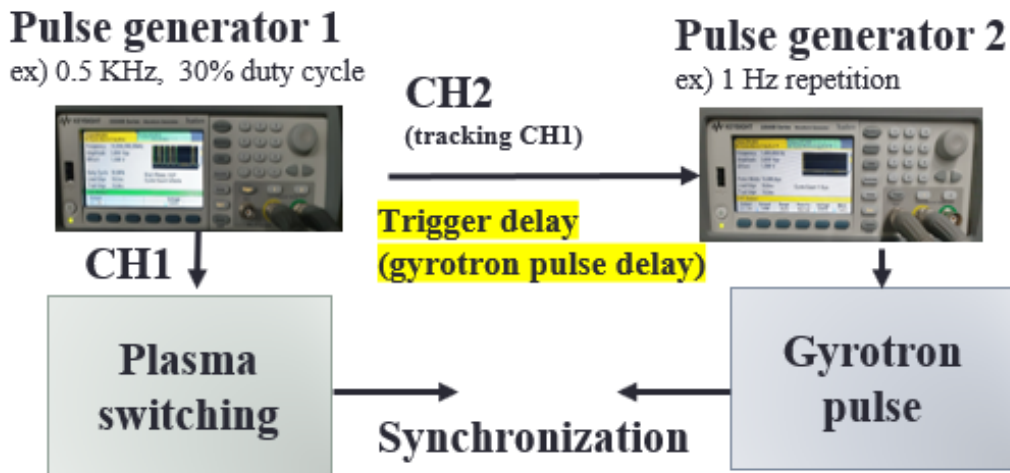 Pulse generator 1
ex) 0.5 KHz, 30% duty cycle
Pulse generator 2
ex) 1 Hz repetition
CH2
(tracking CH1)
Trigger delay
(gyrotron pulse delay)
CH1
Plasma
switching
Gyrotron
pulse
Synchronization